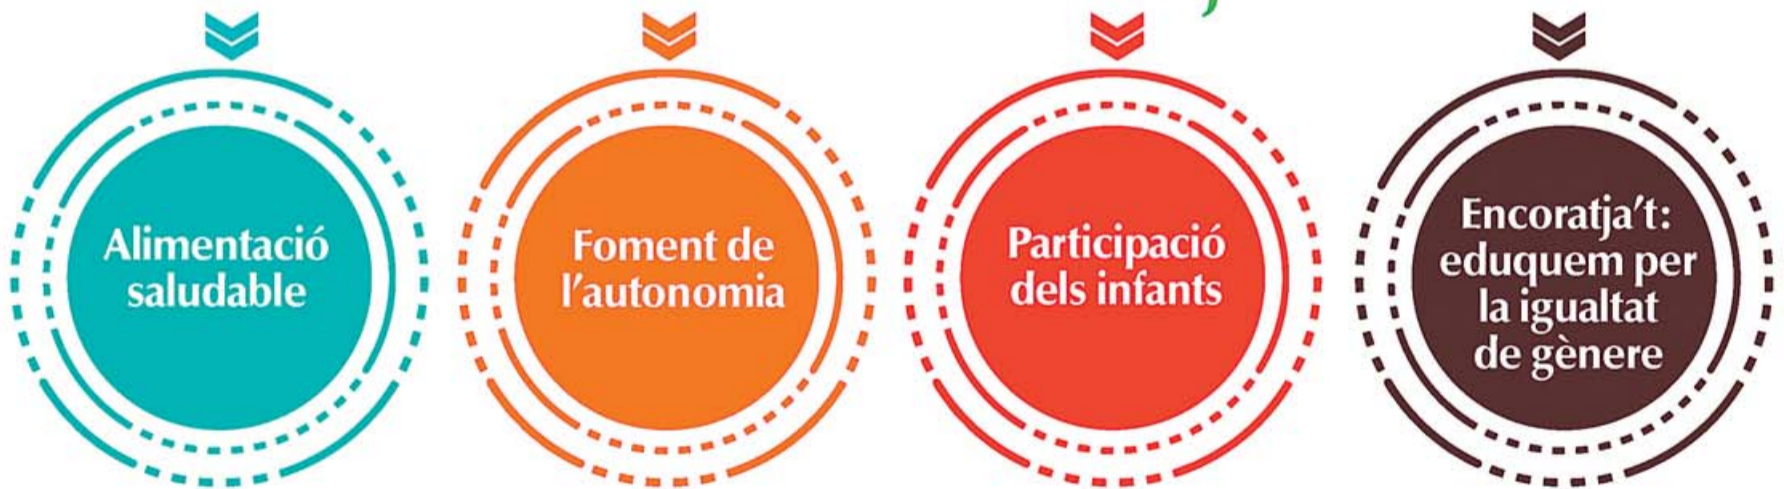 Alimentació
saludable
Foment de
l’autonomia
Participació
dels infants
Encoratja’t:
eduquem per
la igualtat
de gènere